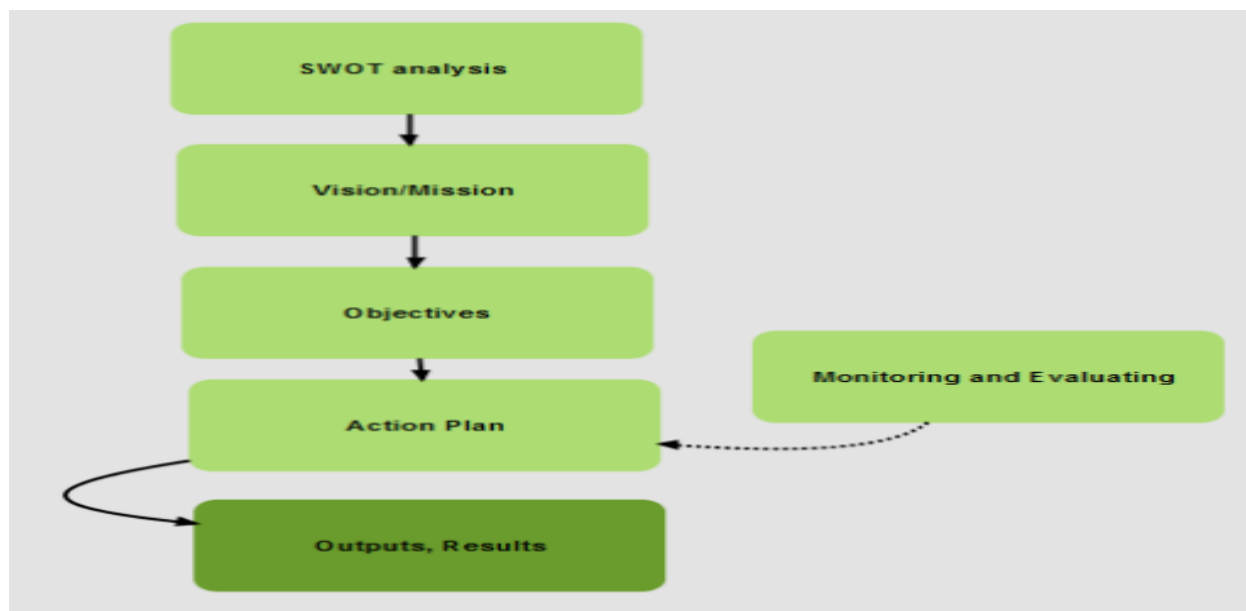 SWOT analysis
Vision/Mission
Objectives
Monitoring and Evaluating
Action Plan
Outputs, Results